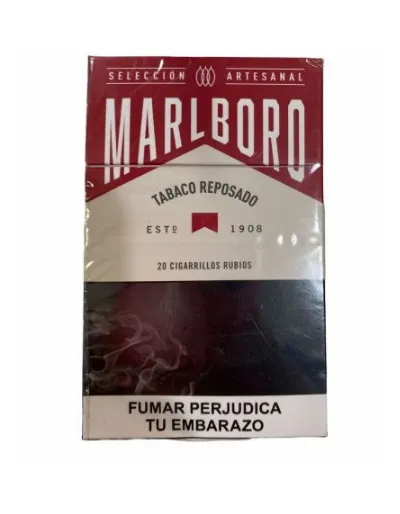 SELECCIÓN ARTESANAL
MARLBORO
TABACO REPOSADO
ESTD 1908
20 CIGARRILLOS RUBIOS
FUMAR PERJUDICA
TU EMBARAZO